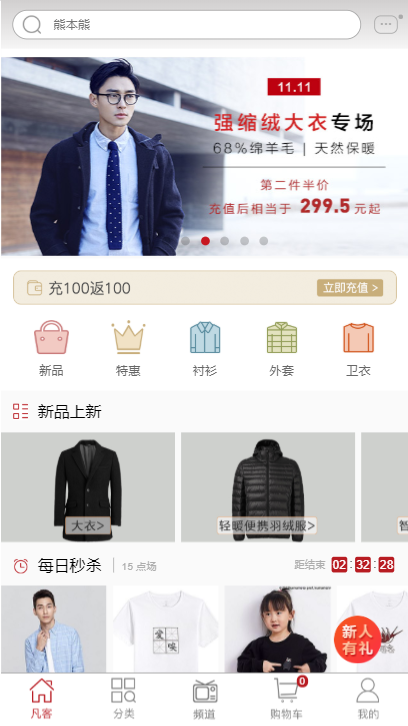 熊本熊
11.11
强缩绒大衣专场
68%绵羊毛 | 天然保暖
第二件半价
充值后相当于 299.5元起
充100返100
立即充值 >
新品
特惠
衬衫
外套
卫衣
新品上新
大衣>
轻暖便携羽绒服>
每日秒杀
15 点场
距结束 02:32:28
新人
有礼
凡客
分类
频道
购物车
0
我的